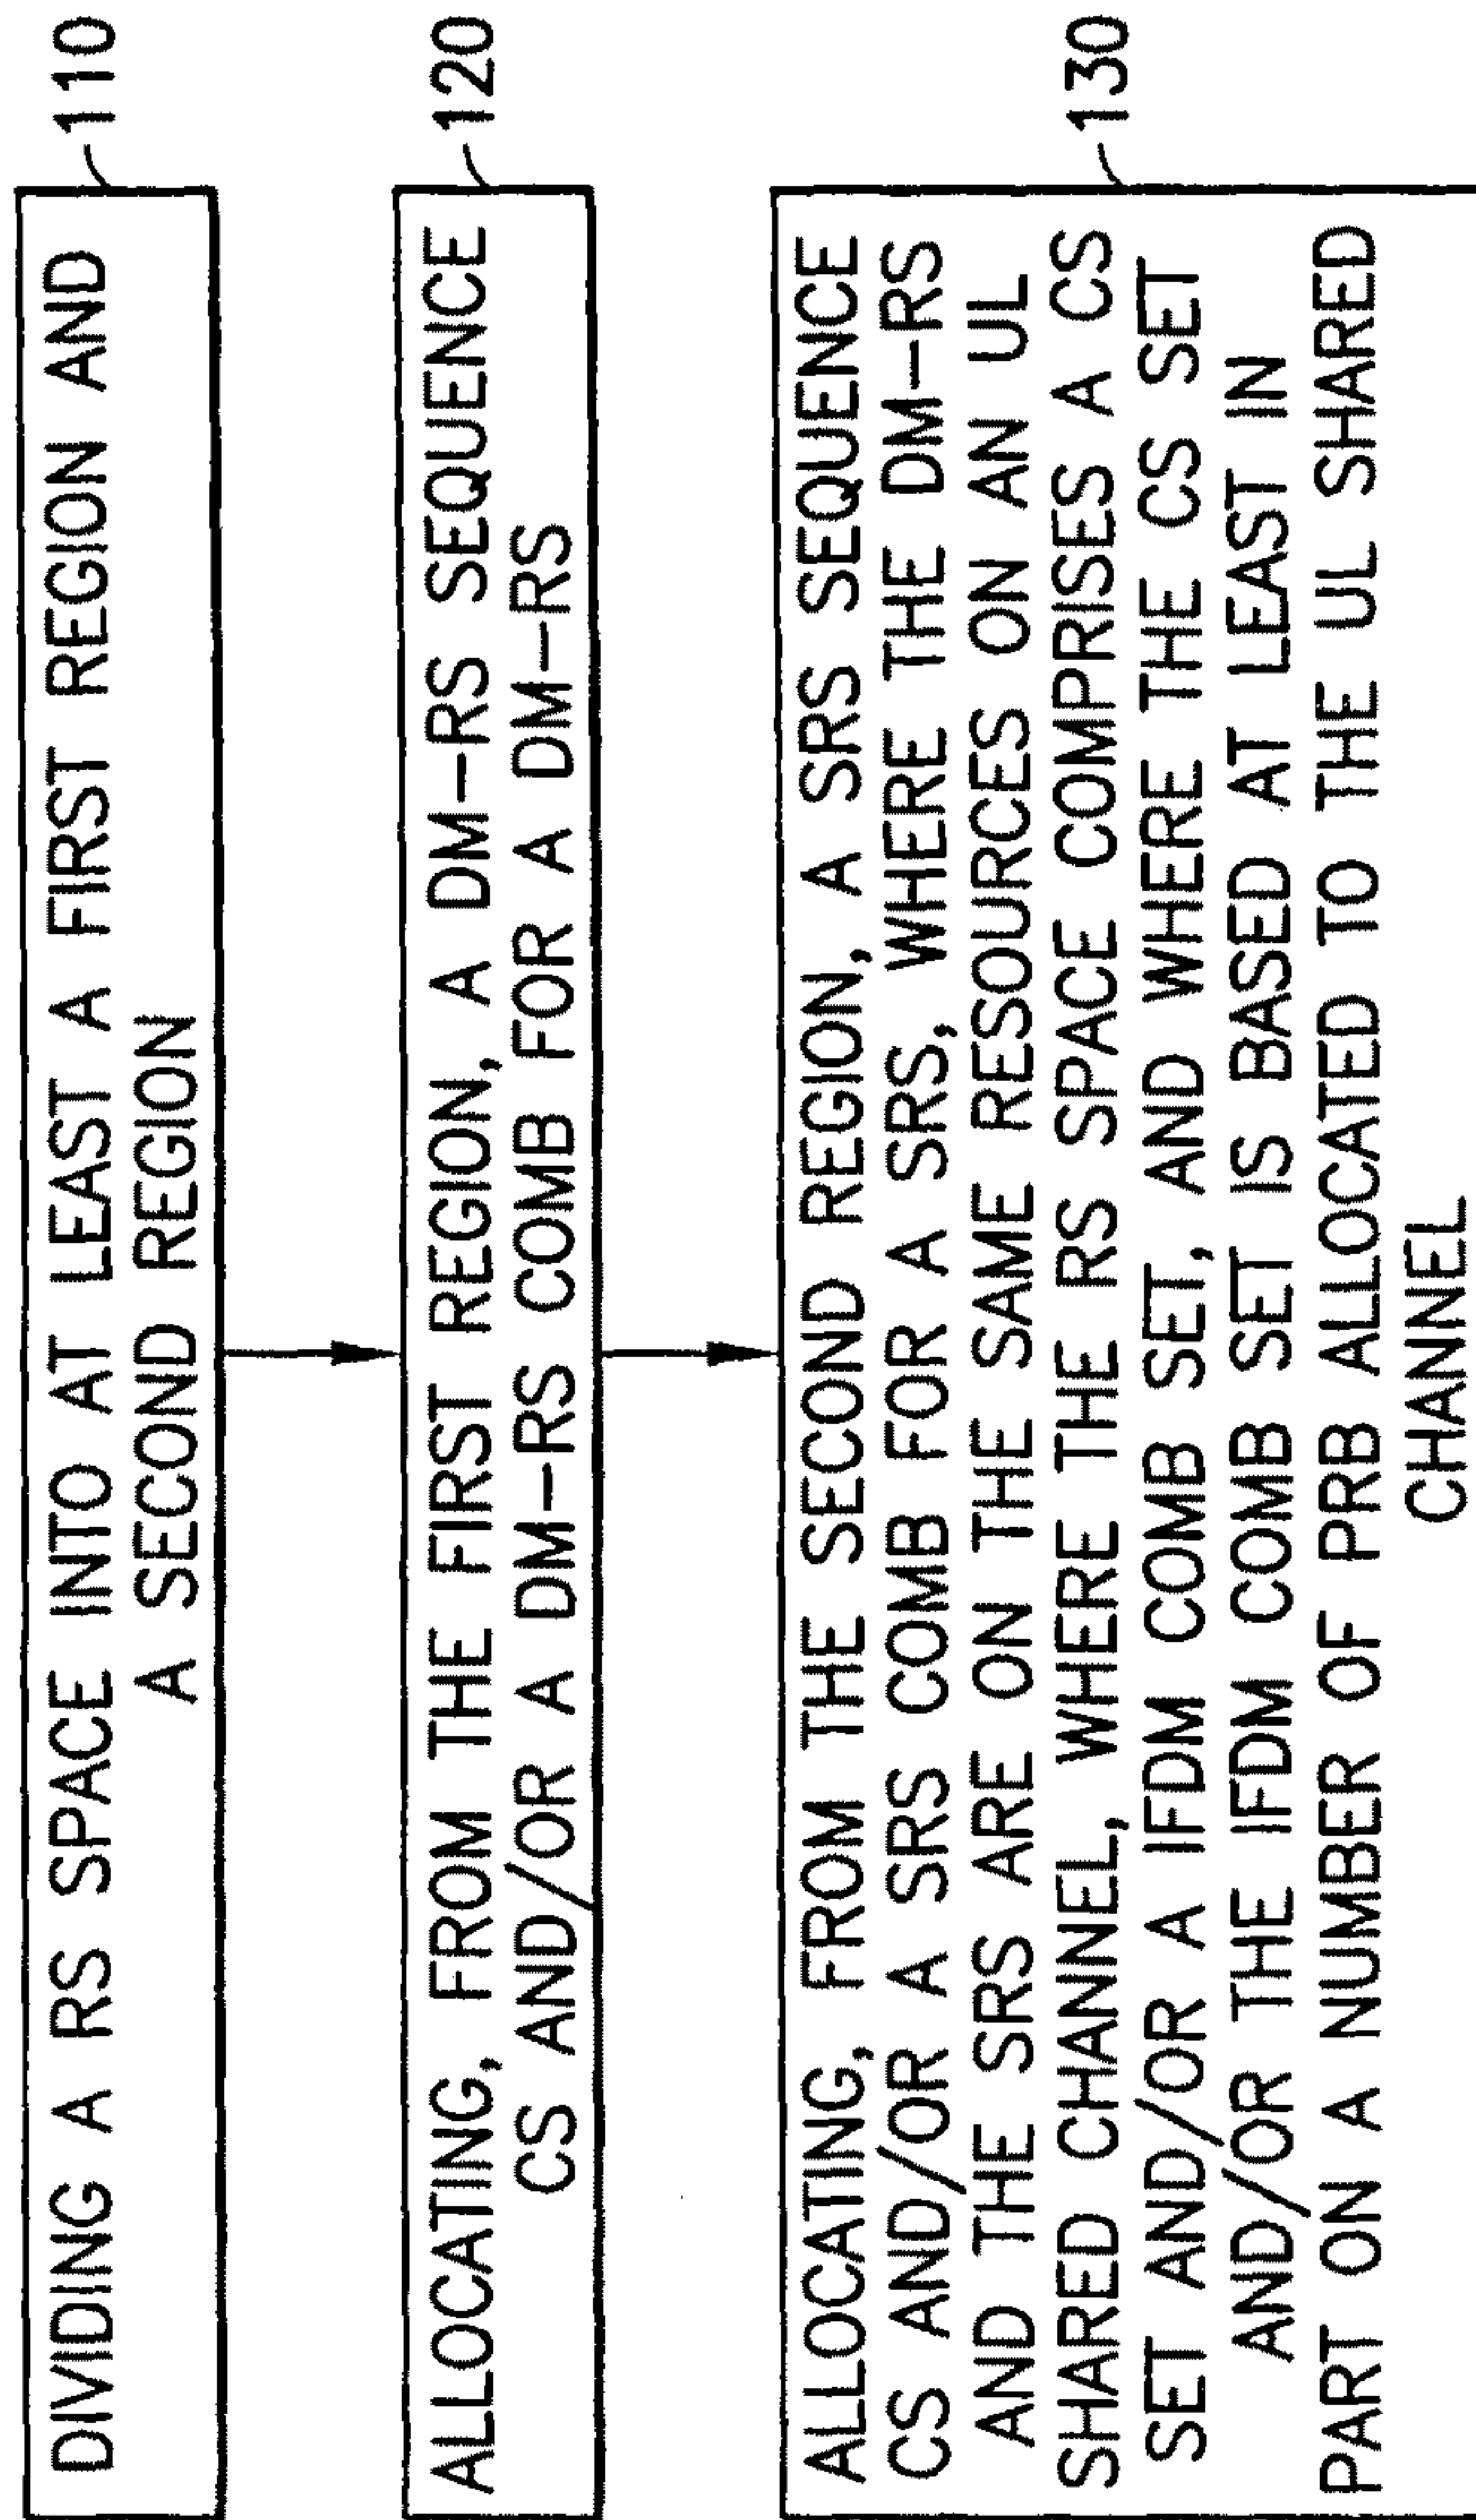 DIVIDING A RS SPACE INTO AT LEAST A FIRST REGION AND
A SECOND REGION
110
ALLOCATING, FROM THE FIRST REGION, A DM-RS SEQUENCE
CS AND/OR A DM-RS COMB FOR A DM-RS
120
ALLOCATING, FROM THE SECOND REGION, A SRS SEQUENCE
CS AND/OR A SRS COMB FOR A SRS, WHERE THE DM-RS
AND THE SRS ARE ON THE SAME RESOURCES ON AN UL
SHARED CHANNEL, WHERE THE RS SPACE COMPRISES A CS
SET AND/OR A IFDM COMB SET, AND WHERE THE CS SET
AND/OR THE IFDM COMB SET IS BASED AT LEAST IN
PART ON A NUMBER OF PRB ALLOCATED TO THE UL SHARED
CHANNEL
130